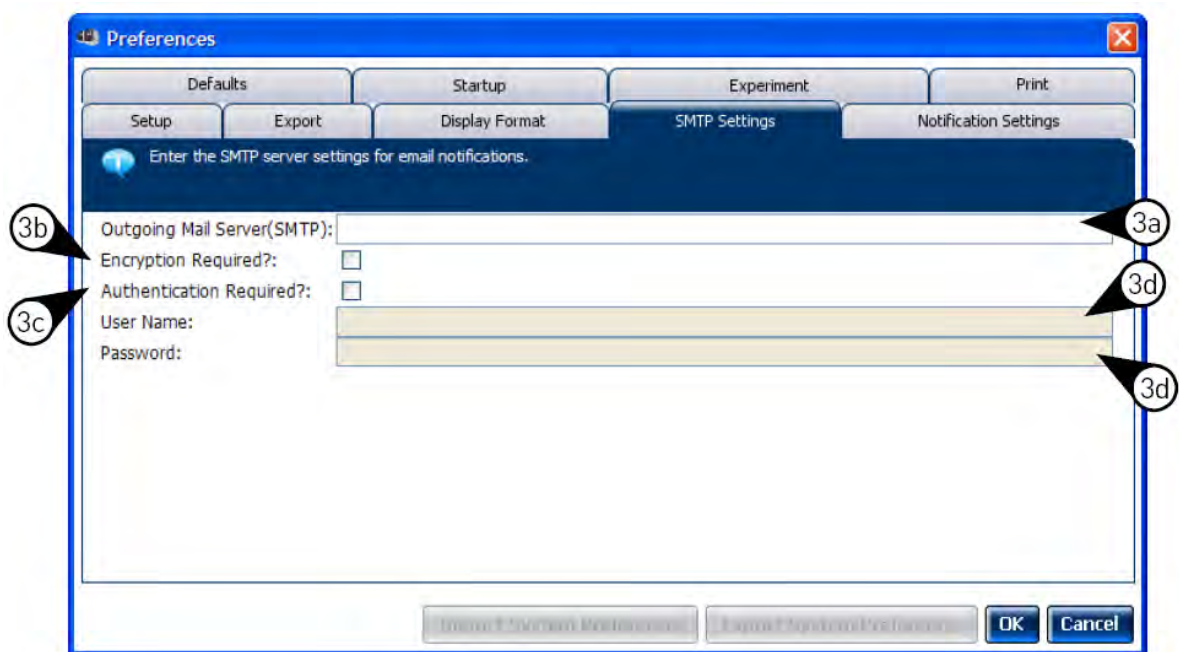 Preferences
Defaults Startup Experiment Print
Setup Export Display Format SMTP Settings Notification Settings
Enter the SMTP server settings for email notifications.
3b Outgoing Mail Server(SMTP): 3a
Encryption Required?:
Authentication Required?: 3d
3c User Name:
Password:
3d
OK Cancel